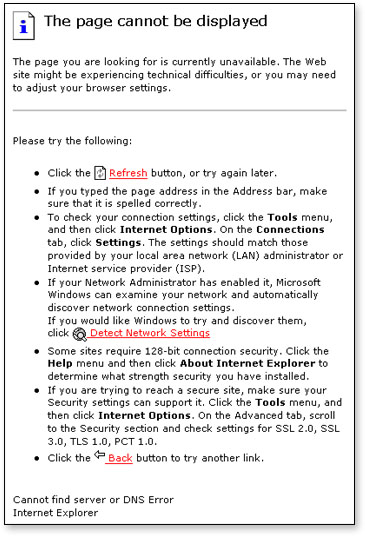 The page cannot be displayed
The page you are looking for is currently unavailable. The Web
site might be experiencing technical difficulties, or you may need
to adjust your browser settings.
Please try the following:
Click the Refresh button, or try again later.
If you typed the page address in the Address bar, make
sure that it is spelled correctly.
To check your connection settings, click the Tools menu,
and then click Internet Options. On the Connections
tab, click Settings. The settings should match those
provided by your local area network (LAN) administrator or
Internet service provider (ISP).
If your Network Administrator has enabled it, Microsoft
Windows can examine your network and automatically
discover network connection settings.
If you would like Windows to try and discover them,
click Detect Network Settings
Some sites require 128-bit connection security. Click the
Help menu and then click About Internet Explorer to
determine what strength security you have installed.
If you are trying to reach a secure site, make sure your
Security settings can support it. Click the Tools menu, and
then click Internet Options. On the Advanced tab, scroll
to the Security section and check settings for SSL 2.0, SSL
3.0, TLS 1.0, PCT 1.0.
Click the Back button to try another link.
Cannot find server or DNS Error
Internet Explorer